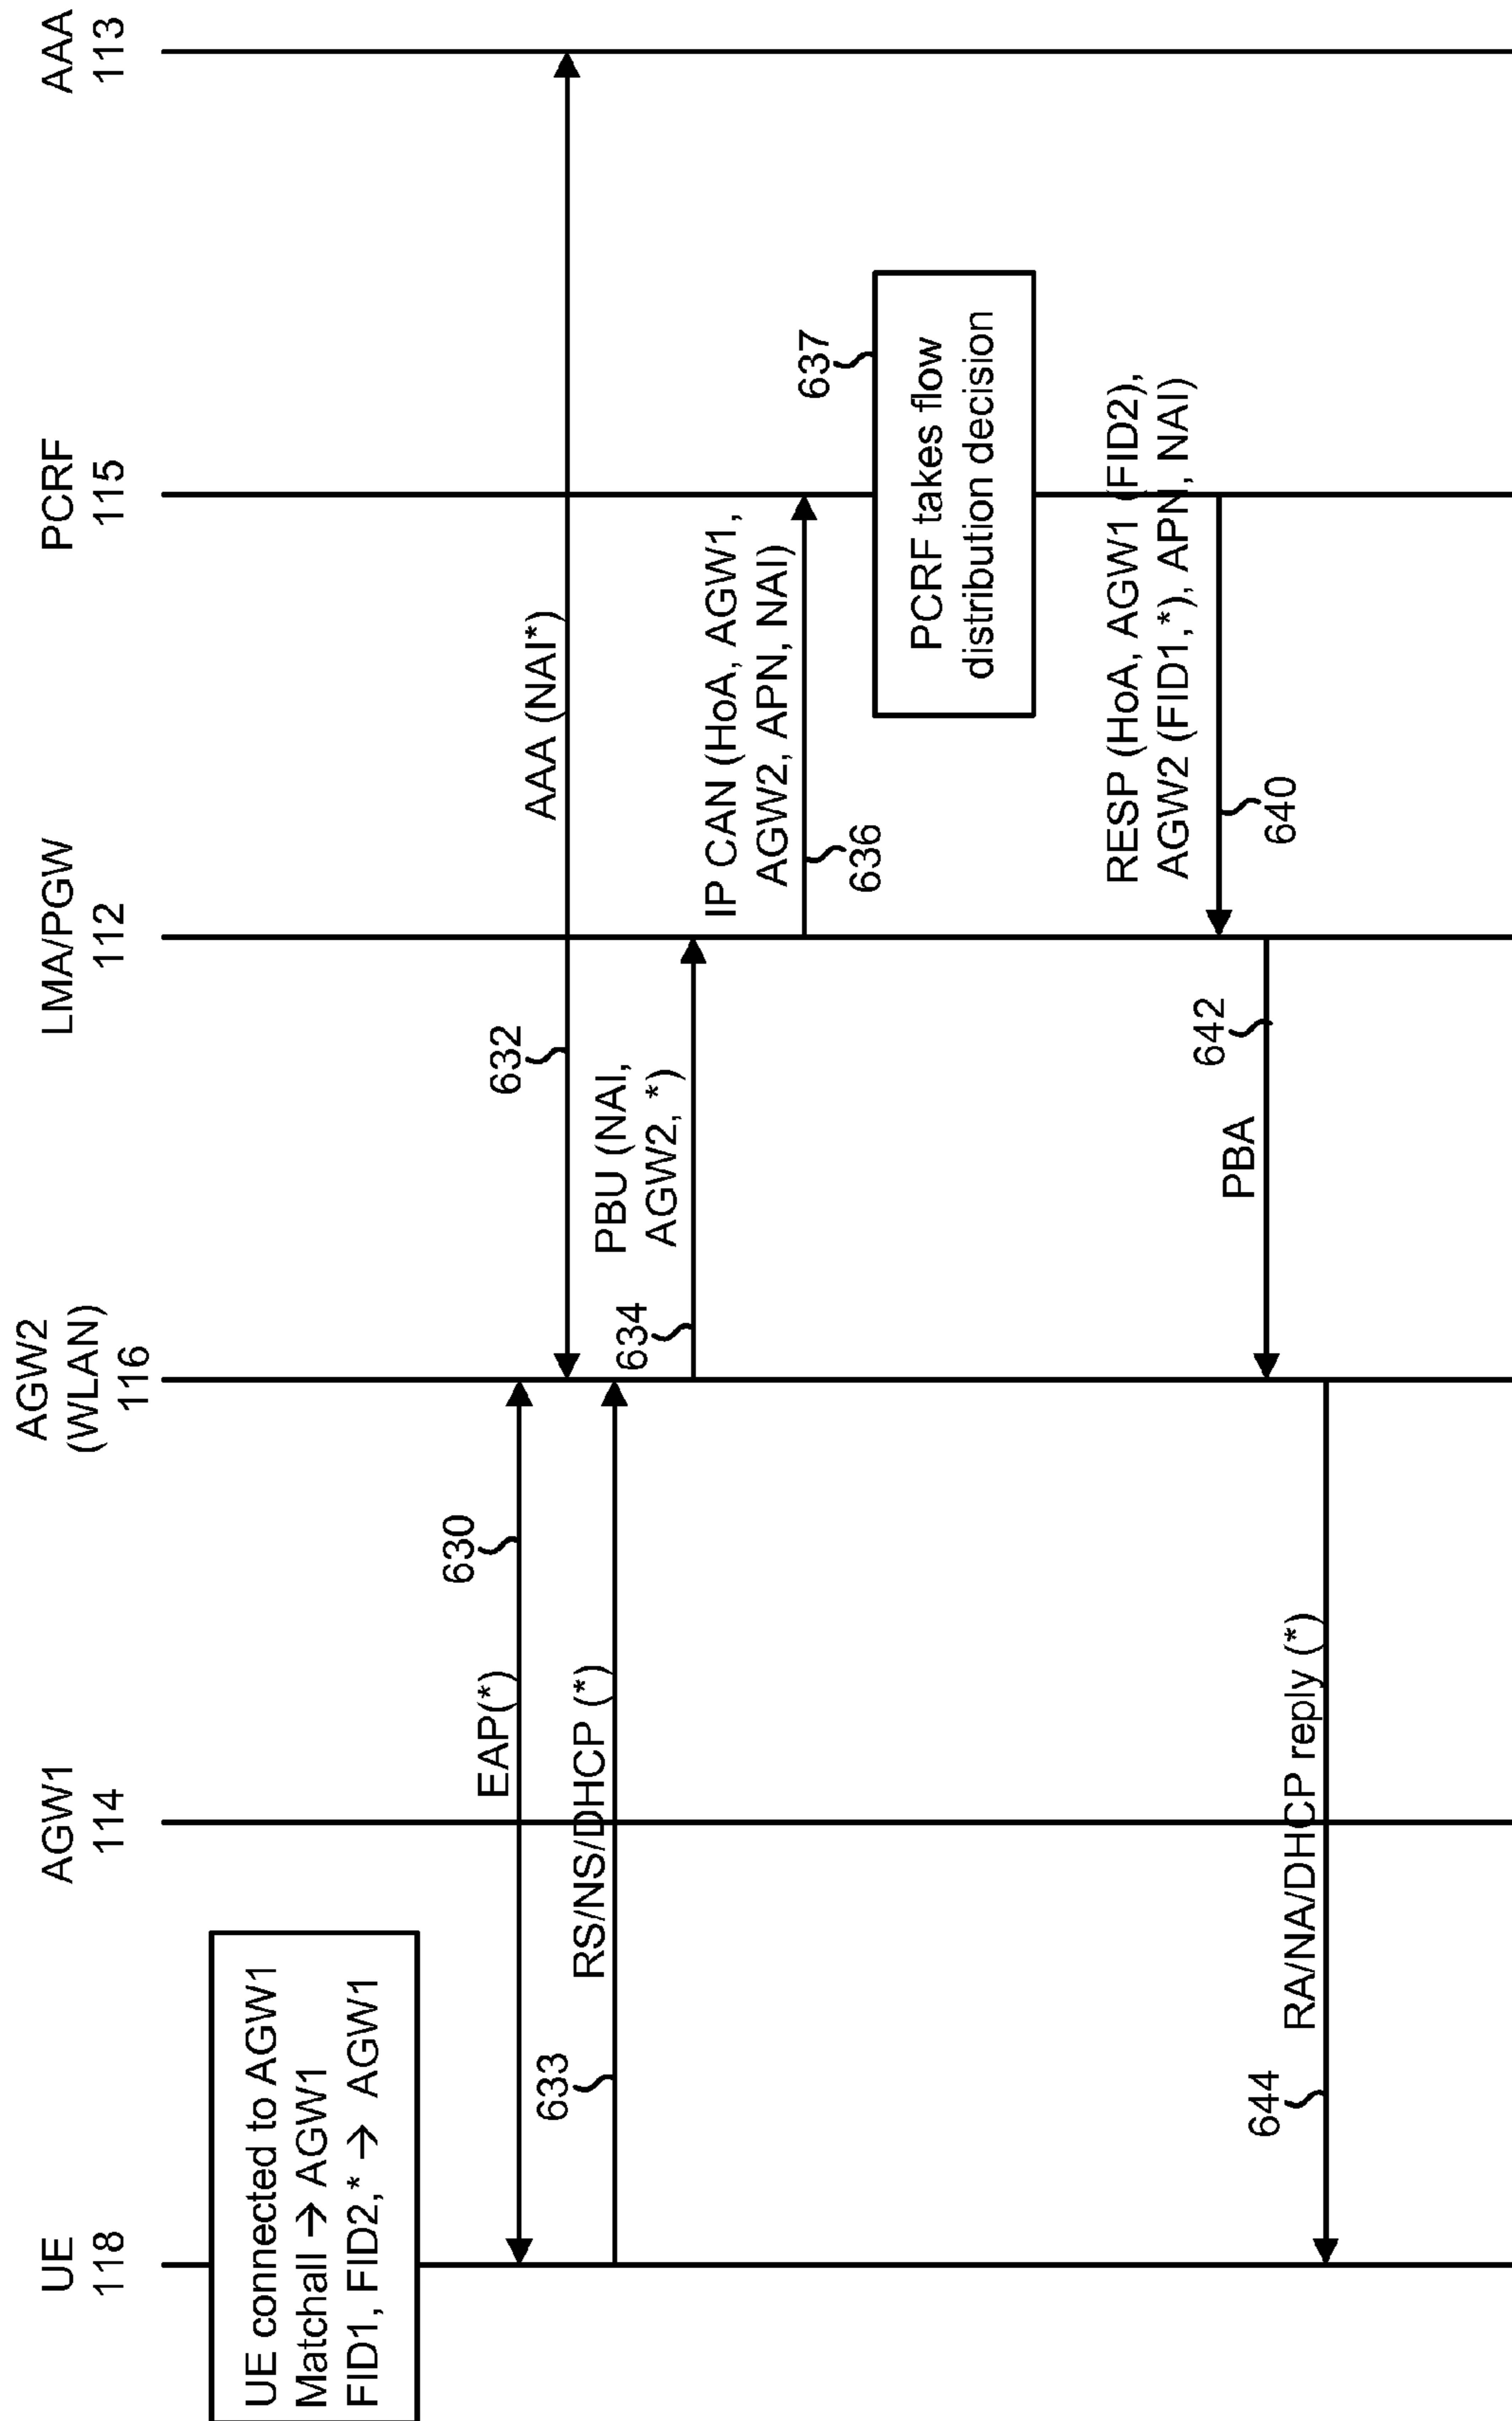 UE
118
AGW1
114
AGW2
(WLAN)
116
LMA/PGW
112
PCRF
115
AAA
113
UE connected to AGW1
Matchall → AGW1
FID1, FID2,* → AGW1
630
EAP(*)
632
AAA (NAI*)
633
RS/NS/DHCP (*)
634
PBU (NAI,
AGW2, *)
IP CAN (HoA, AGW1,
AGW2, APN, NAI)
636
637
PCRF takes flow
distribution decision
RESP (HoA, AGW1 (FID2),
AGW2 (FID1,*), APN, NAI)
640
642
PBA
644
RA/NA/DHCP reply (*)